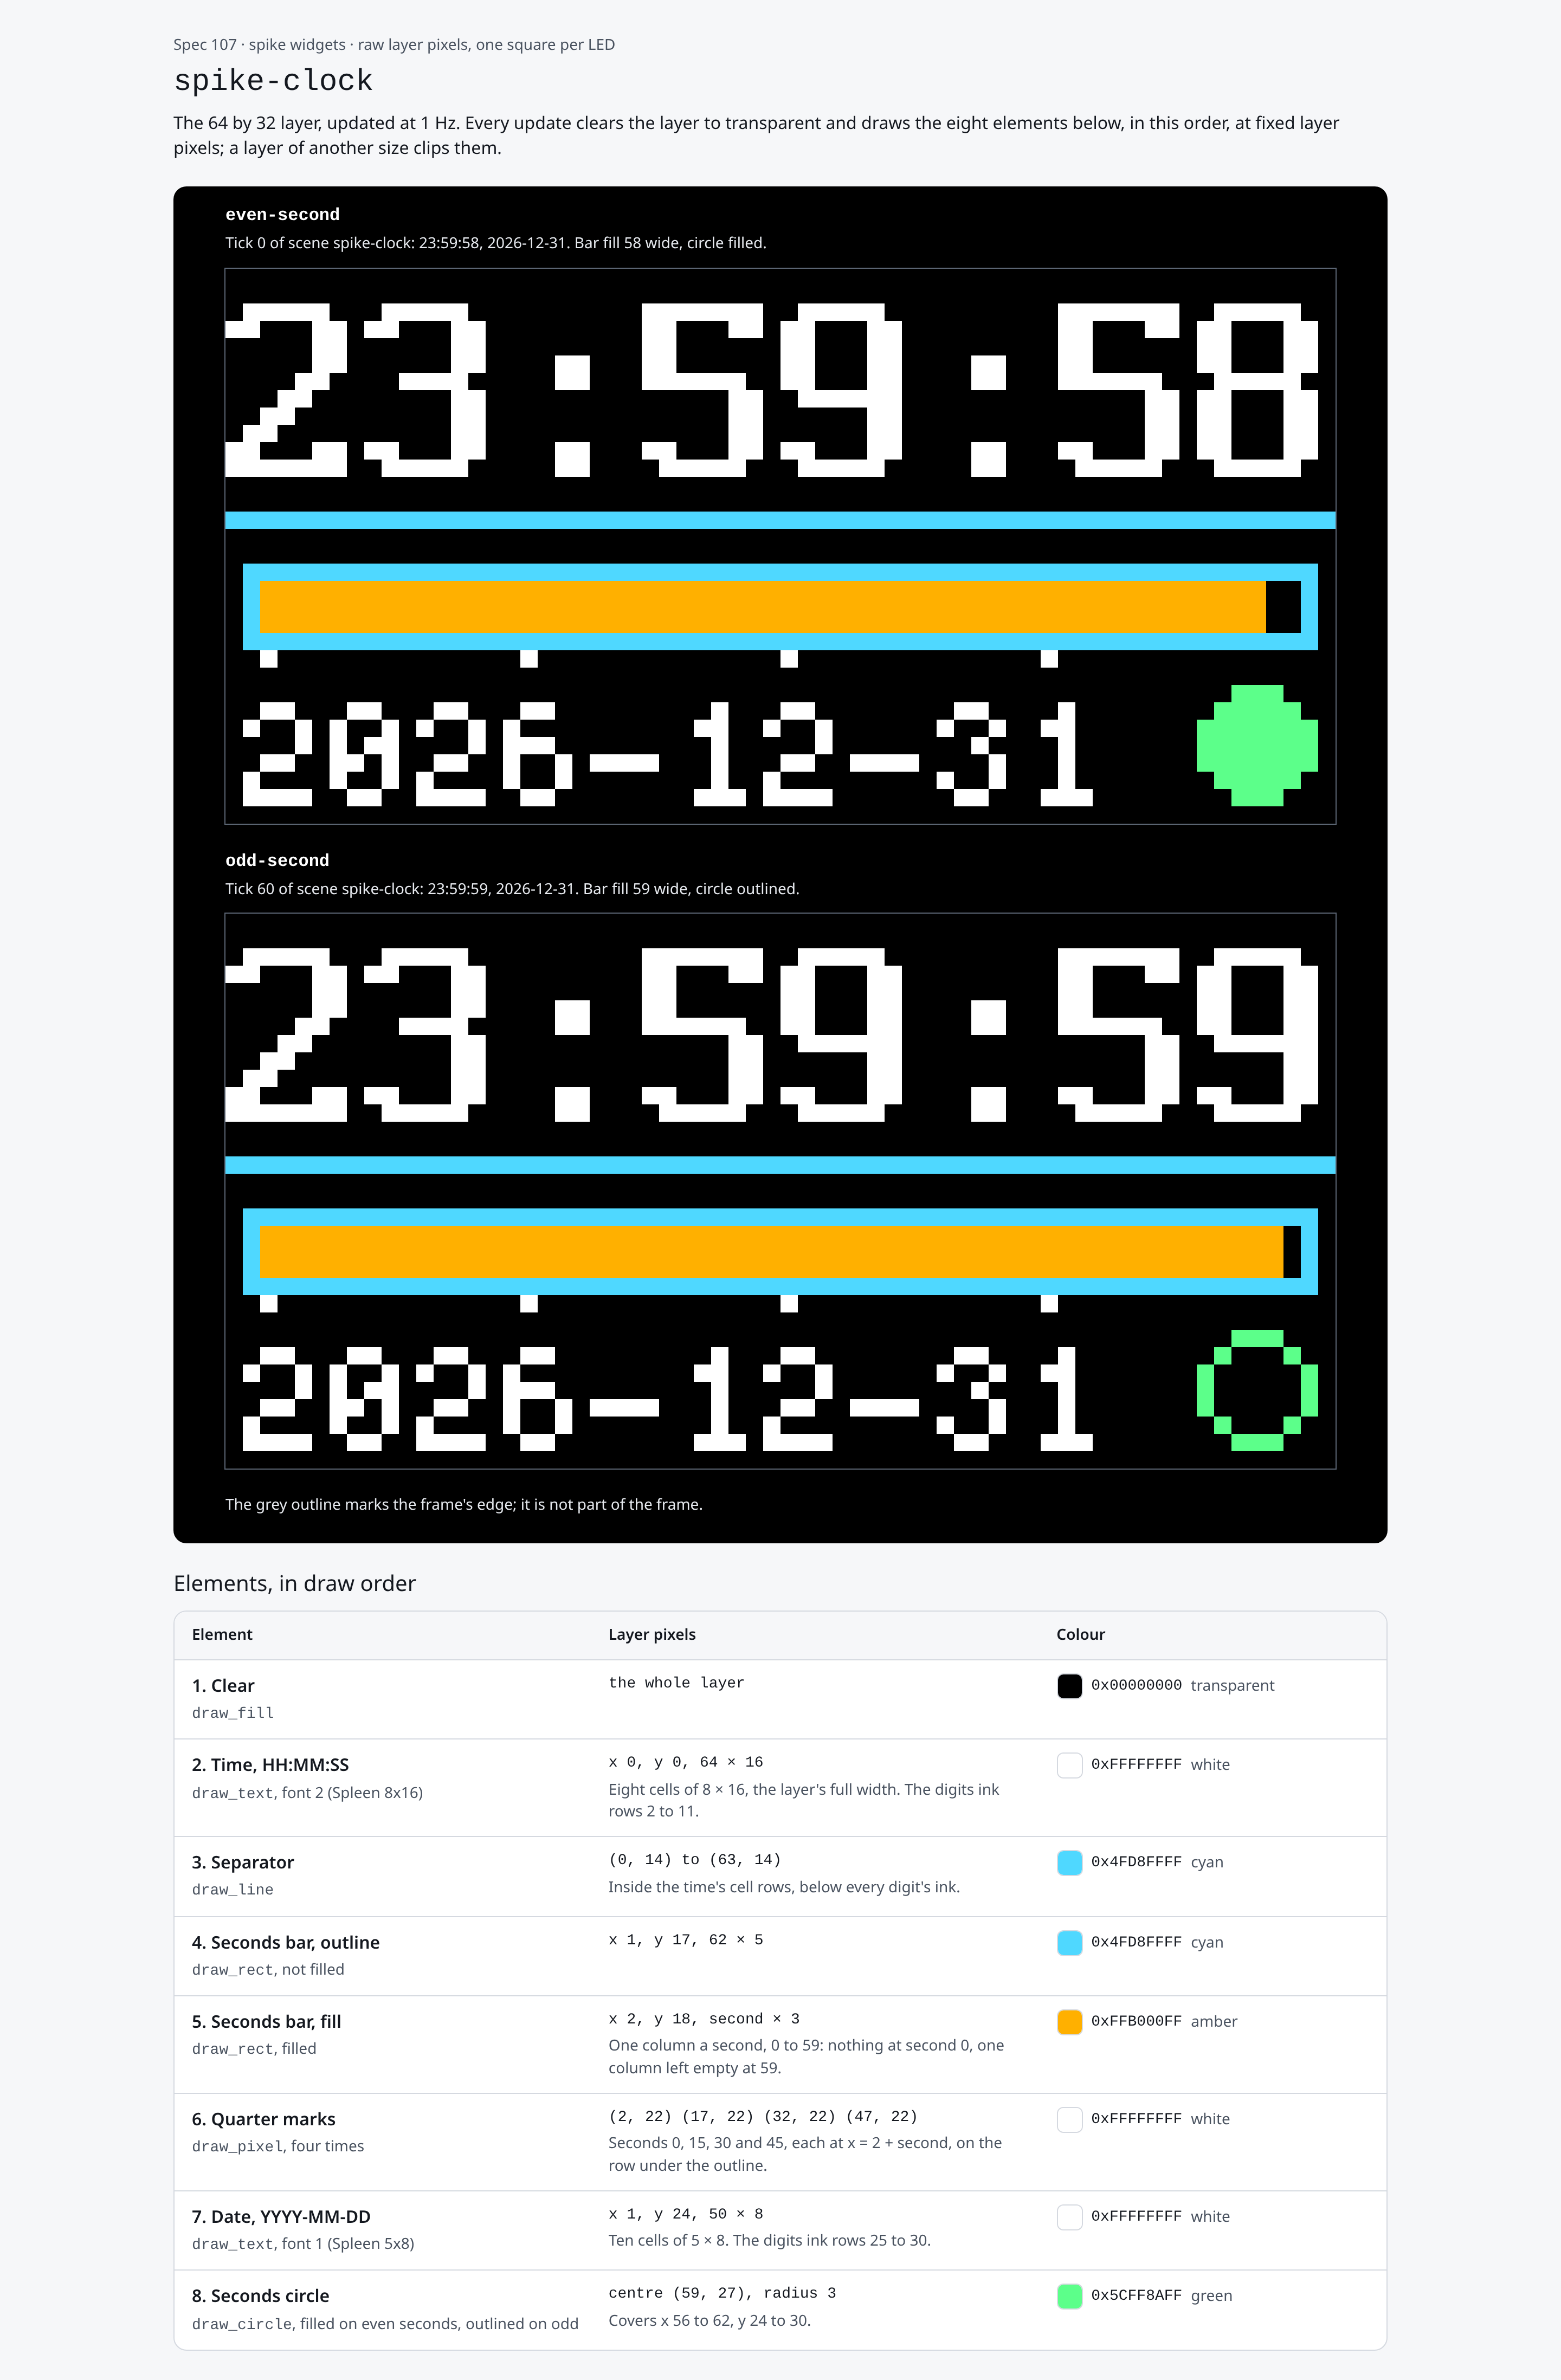 Spec 107 · spike widgets · raw layer pixels, one square per LED
spike-clock
The 64 by 32 layer, updated at 1 Hz. Every update clears the layer to transparent and draws the eight elements below, in this order, at fixed layer
pixels; a layer of another size clips them.
even-second
Tick 0 of scene spike-clock: 23:59:58, 2026-12-31. Bar fill 58 wide, circle filled.
23:59:58
2026-12-31
odd-second
Tick 60 of scene spike-clock: 23:59:59, 2026-12-31. Bar fill 59 wide, circle outlined.
23:59:59
2026-12-31
The grey outline marks the frame's edge; it is not part of the frame.
Elements, in draw order
Element Layer pixels Colour
1. Clear the whole layer 0x00000000 transparent
draw_fill
2. Time, HH:MM:SS x 0, y 0, 64 × 16 0xFFFFFFFF white
draw_text, font 2 (Spleen 8x16) Eight cells of 8 × 16, the layer's full width. The digits ink
rows 2 to 11.
3. Separator (0, 14) to (63, 14) 0x4FD8FFFF cyan
draw_line Inside the time's cell rows, below every digit's ink.
4. Seconds bar, outline x 1, y 17, 62 × 5 0x4FD8FFFF cyan
draw_rect, not filled
5. Seconds bar, fill x 2, y 18, second × 3 0xFFB000FF amber
draw_rect, filled One column a second, 0 to 59: nothing at second 0, one
column left empty at 59.
6. Quarter marks (2, 22) (17, 22) (32, 22) (47, 22) 0xFFFFFFFF white
draw_pixel, four times Seconds 0, 15, 30 and 45, each at x = 2 + second, on the
row under the outline.
7. Date, YYYY-MM-DD x 1, y 24, 50 × 8 0xFFFFFFFF white
draw_text, font 1 (Spleen 5x8) Ten cells of 5 × 8. The digits ink rows 25 to 30.
8. Seconds circle centre (59, 27), radius 3 0x5CFF8AFF green
draw_circle, filled on even seconds, outlined on odd Covers x 56 to 62, y 24 to 30.